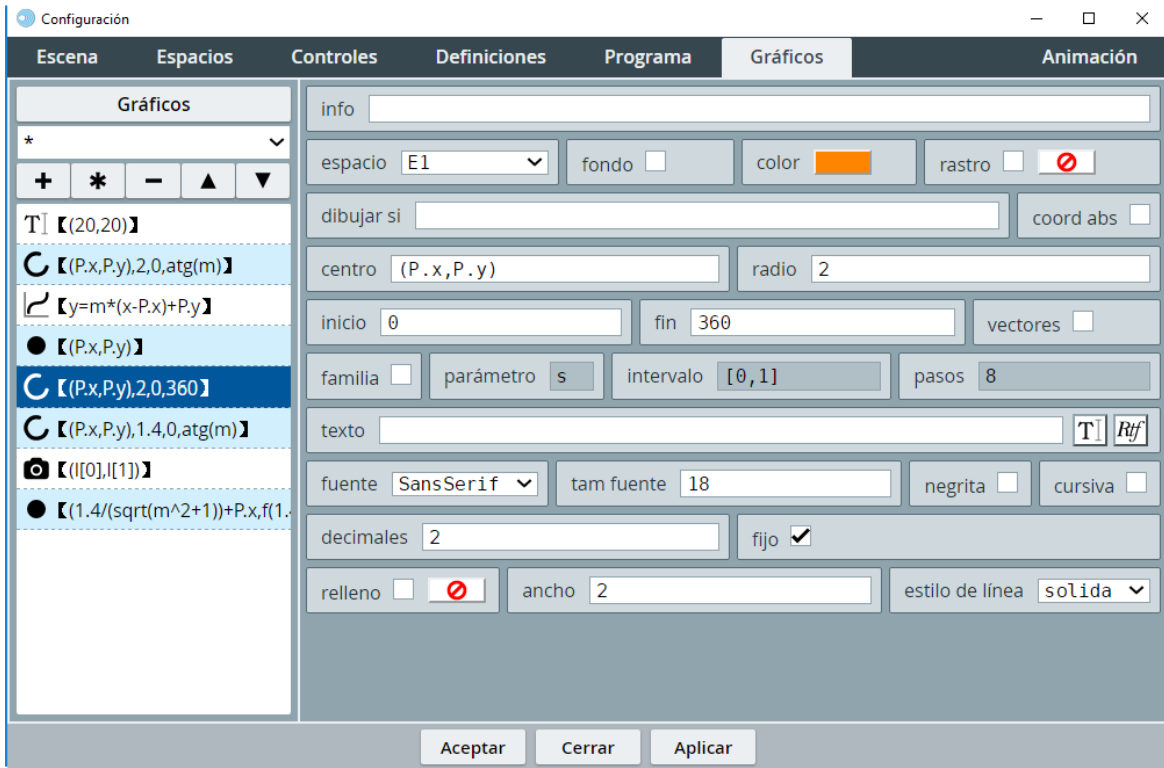 Configuración
Escena Espacios Controles Definiciones Programa Gráficos Animación
Gráficos
*
+ * − ▲ ▼
T 【(20,20)】
【(P.x,P.y),2,0,atg(m)】
【y=m*(x-P.x)+P.y】
【(P.x,P.y)】
【(P.x,P.y),2,0,360】
【(P.x,P.y),1.4,0,atg(m)】
【(I[0],I[1])】
【(1.4/(sqrt(m^2+1))+P.x,f(1.
info
espacio E1 fondo color rastro
dibujar si coord abs
centro (P.x,P.y) radio 2
inicio 0 fin 360 vectores
familia parámetro s intervalo [0,1] pasos 8
texto T Rtf
fuente SansSerif tam fuente 18 negrita cursiva
decimales 2 fijo
relleno ancho 2 estilo de línea solida
Aceptar Cerrar Aplicar